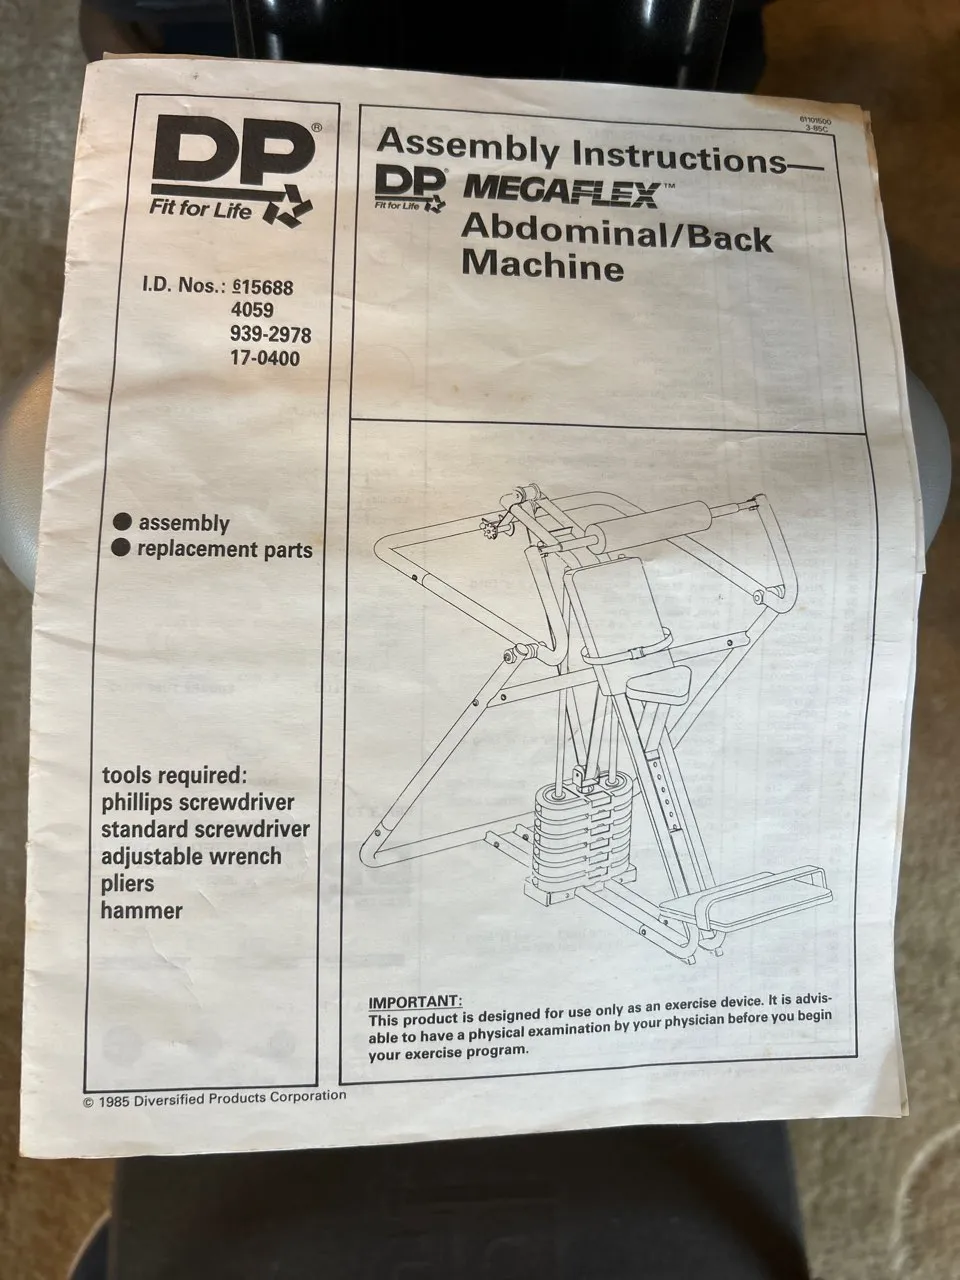 DP®
Fit for Life
I.D. Nos.: 615688
4059
939-2978
17-0400
● assembly
● replacement parts
tools required:
phillips screwdriver
standard screwdriver
adjustable wrench
pliers
hammer
61101500
3-85C
Assembly Instructions—
DP® MEGAFLEX™
Fit for Life
Abdominal/Back
Machine
IMPORTANT:
This product is designed for use only as an exercise device. It is advis-
able to have a physical examination by your physician before you begin
your exercise program.
© 1985 Diversified Products Corporation